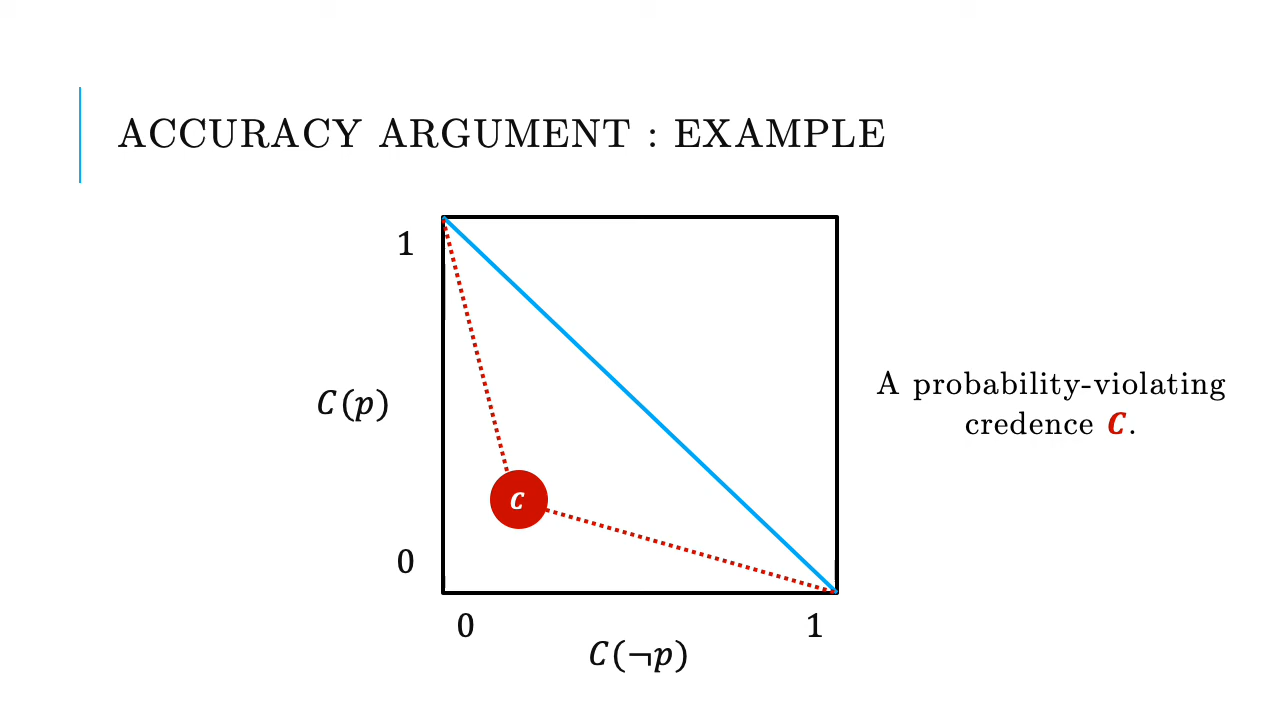 ACCURACY ARGUMENT : EXAMPLE
1
C(p)
A probability-violating
credence C.
C
0
0
1
C(¬p)